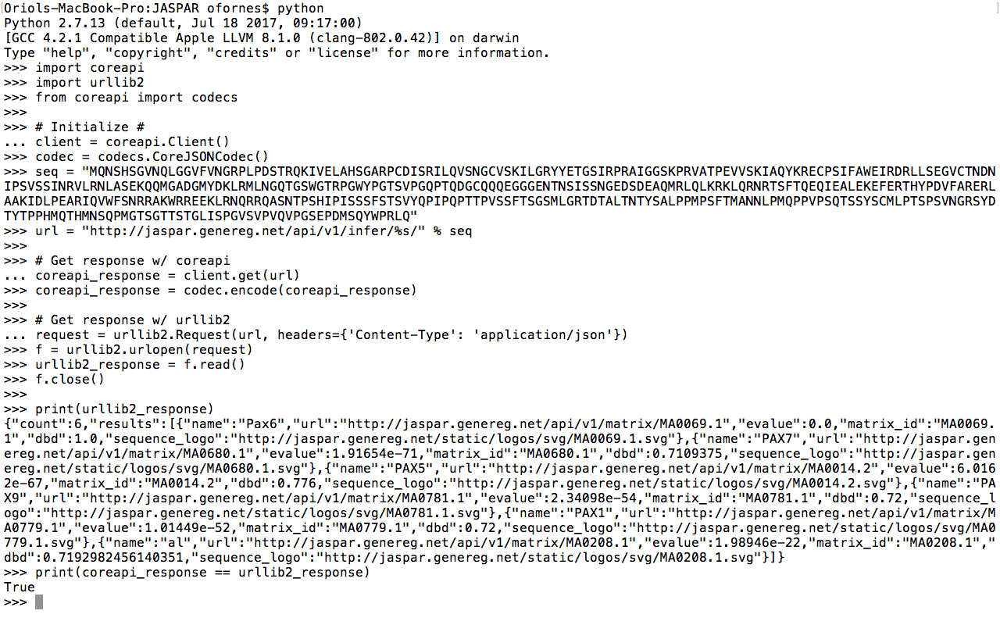 Oriols-MacBook-Pro:JASPAR ofornes$ python
Python 2.7.13 (default, Jul 18 2017, 09:17:00)
[GCC 4.2.1 Compatible Apple LLVM 8.1.0 (clang-802.0.42)] on darwin
Type "help", "copyright", "credits" or "license" for more information.
>>> import coreapi
>>> import urllib2
>>> from coreapi import codecs
>>>
>>> # Initialize #
... client = coreapi.Client()
>>> codec = codecs.CoreJSONCodec()
>>> seq = "MQNSHSGVNQLGGVFVNGRPLPDSTRQKIVELAHSGARPCDISRILQVSNGCVSKILGRYYETGSIRPRAIGGSKPRVATPEVVSKIAQYKRECPSIFAWEIRDRLLSEGVCTNDN
IPSVSSINRVLRNLASEKQQMGADGMYDKLRMLNGQTGSWGTRPGWYPGTSVPGQPTQDGCQQQEGGGENTNSISSNGEDSDEAQMRLQLKRKLQRNRTSFTQEQIEALEKEFERTHYPDVFARERL
AAKIDLPEARIQVWFSNRRAKWRREEKLRNQRRQASNTPSHIPISSSFSTSVYQPIPQPTTPVSSFTSGSMLGRTDTALTNTYSALPPMPSFTMANNLPMQPPVPSQTSSYSCMLPTSPSVNGRSYD
TYTPPHMQTHMNSQPMGTSGTTSTGLISPGVSVPVQVPGSEPDMSQYWPRLQ"
>>> url = "http://jaspar.genereg.net/api/v1/infer/%s/" % seq
>>>
>>> # Get response w/ coreapi
... coreapi_response = client.get(url)
>>> coreapi_response = codec.encode(coreapi_response)
>>>
>>> # Get response w/ urllib2
... request = urllib2.Request(url, headers={'Content-Type': 'application/json'})
>>> f = urllib2.urlopen(request)
>>> urllib2_response = f.read()
>>> f.close()
>>>
>>> print(urllib2_response)
{"count":6,"results":[{"name":"Pax6","url":"http://jaspar.genereg.net/api/v1/matrix/MA0069.1","evalue":0.0,"matrix_id":"MA0069.
1","dbd":1.0,"sequence_logo":"http://jaspar.genereg.net/static/logos/svg/MA0069.1.svg"},{"name":"PAX7","url":"http://jaspar.gen
ereg.net/api/v1/matrix/MA0680.1","evalue":1.91654e-71,"matrix_id":"MA0680.1","dbd":0.7109375,"sequence_logo":"http://jaspar.gen
ereg.net/static/logos/svg/MA0680.1.svg"},{"name":"PAX5","url":"http://jaspar.genereg.net/api/v1/matrix/MA0014.2","evalue":6.016
2e-67,"matrix_id":"MA0014.2","dbd":0.776,"sequence_logo":"http://jaspar.genereg.net/static/logos/svg/MA0014.2.svg"},{"name":"PA
X9","url":"http://jaspar.genereg.net/api/v1/matrix/MA0781.1","evalue":2.34098e-54,"matrix_id":"MA0781.1","dbd":0.72,"sequence_l
ogo":"http://jaspar.genereg.net/static/logos/svg/MA0781.1.svg"},{"name":"PAX1","url":"http://jaspar.genereg.net/api/v1/matrix/M
A0779.1","evalue":1.01449e-52,"matrix_id":"MA0779.1","dbd":0.72,"sequence_logo":"http://jaspar.genereg.net/static/logos/svg/MA0
779.1.svg"},{"name":"al","url":"http://jaspar.genereg.net/api/v1/matrix/MA0208.1","evalue":1.98946e-22,"matrix_id":"MA0208.1","
dbd":0.7192982456140351,"sequence_logo":"http://jaspar.genereg.net/static/logos/svg/MA0208.1.svg"}]}
>>> print(coreapi_response == urllib2_response)
True
>>>